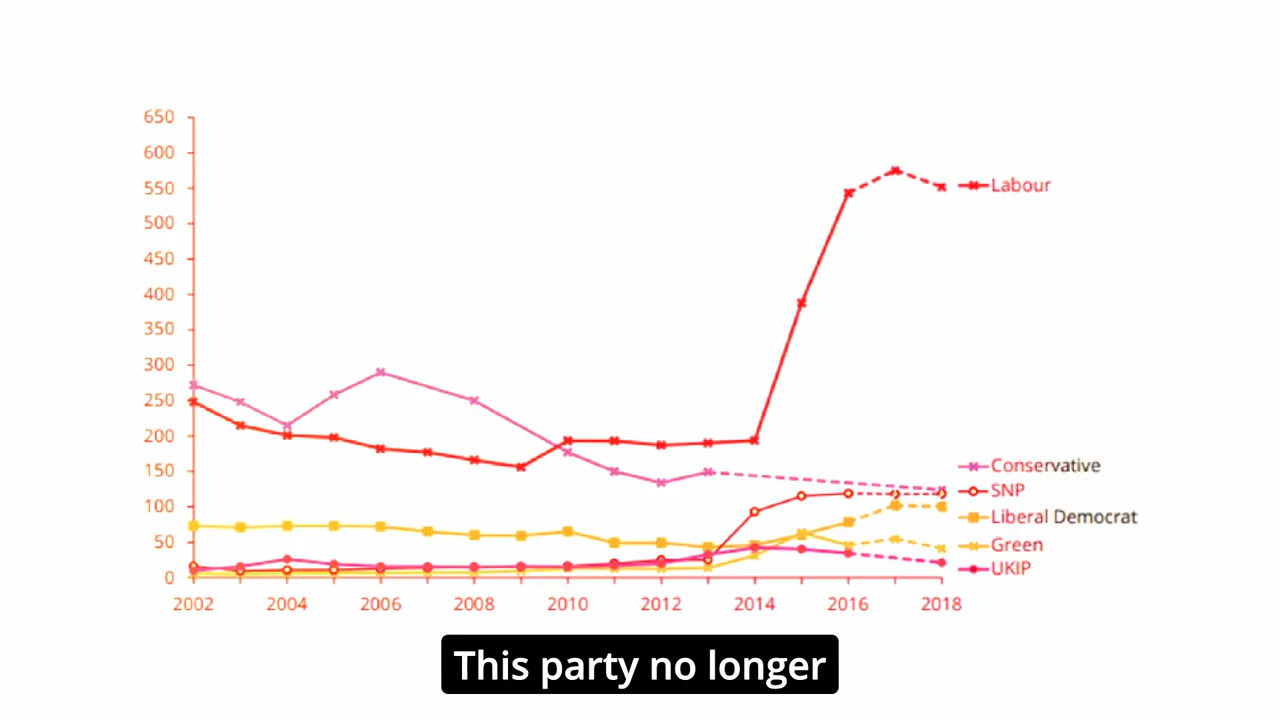 650
600
550
500
450
400
350
300
250
200
150
100
50
0
2002 2004 2006 2008 2010 2012 2014 2016 2018
Labour
Conservative
SNP
Liberal Democrat
Green
UKIP
This party no longer